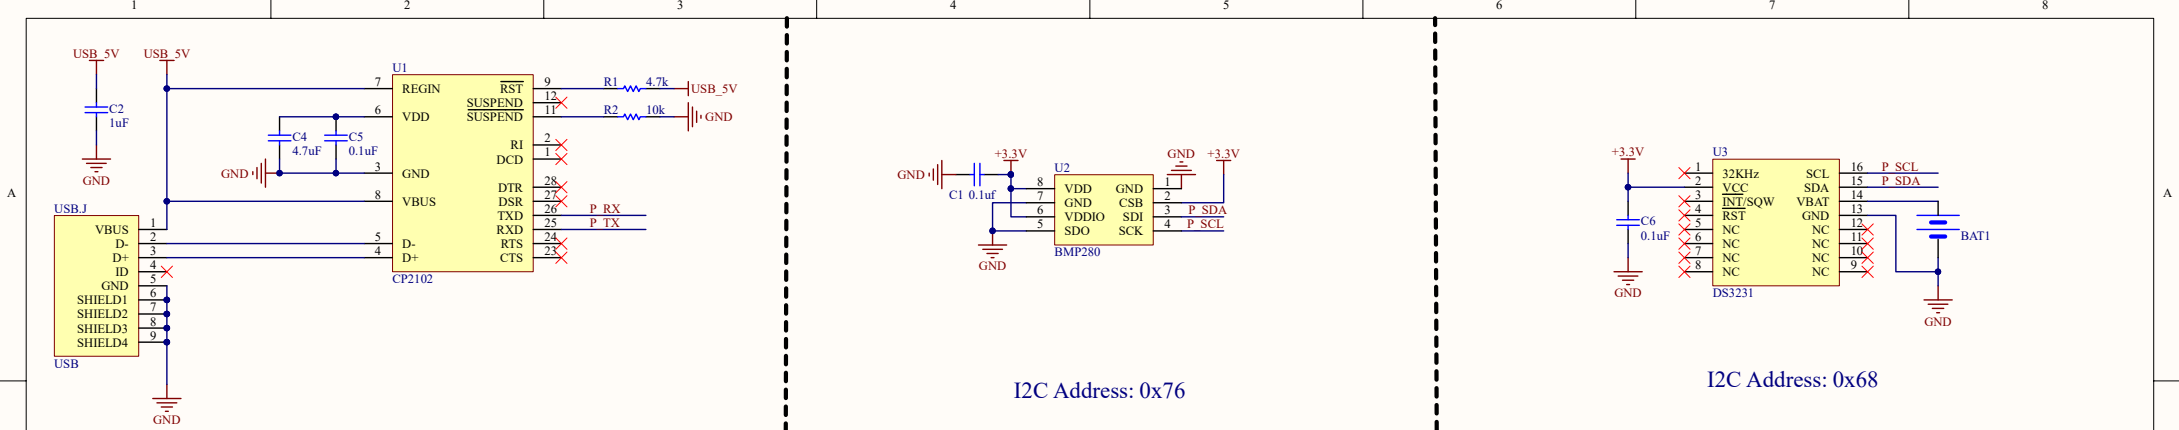 1 2 3 4 5 6 7 8
A A
USB_5V USB_5V
C2
1uF
GND
U1
7 REGIN RST 9 R1 4.7k USB_5V
SUSPEND 12
6 VDD SUSPEND 11 R2 10k GND
C4
4.7uF
C5
0.1uF
RI 2
DCD 1
GND 3 GND
DTR 28
8 VBUS DSR 27
TXD 26 P_RX
RXD 25 P_TX
5 D- RTS 24
4 D+ CTS 23
CP2102
USB.J
VBUS 1
D- 2
D+ 3
ID 4
GND 5
SHIELD1 6
SHIELD2 7
SHIELD3 8
SHIELD4 9
USB
GND
+3.3V GND +3.3V
GND C1 0.1uf
U2
8 VDD GND 1
7 GND CSB 2
6 VDDIO SDI 3 P_SDA
5 SDO SCK 4 P_SCL
BMP280
GND
I2C Address: 0x76
+3.3V
U3
1 32KHz SCL 16 P_SCL
2 VCC SDA 15 P_SDA
3 INT/SQW VBAT 14
4 RST GND 13
5 NC NC 12
6 NC NC 11
7 NC NC 10
8 NC NC 9
DS3231
C6
0.1uF
GND
BAT1
GND
I2C Address: 0x68